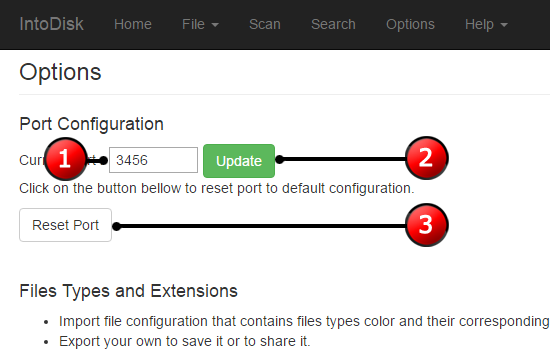 IntoDisk Home File Scan Search Options Help
Options
Port Configuration
1 3456 Update 2
Click on the button bellow to reset port to default configuration.
Reset Port 3
Files Types and Extensions
• Import file configuration that contains files types color and their corresponding
• Export your own to save it or to share it.